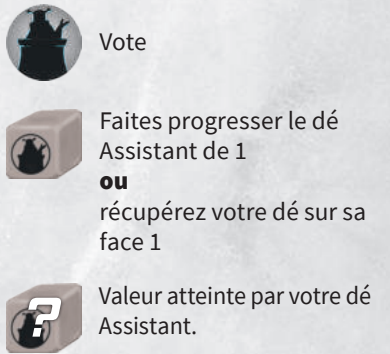 Vote
Faites progresser le dé
Assistant de 1
ou
récupérez votre dé sur sa
face 1
?
Valeur atteinte par votre dé
Assistant.